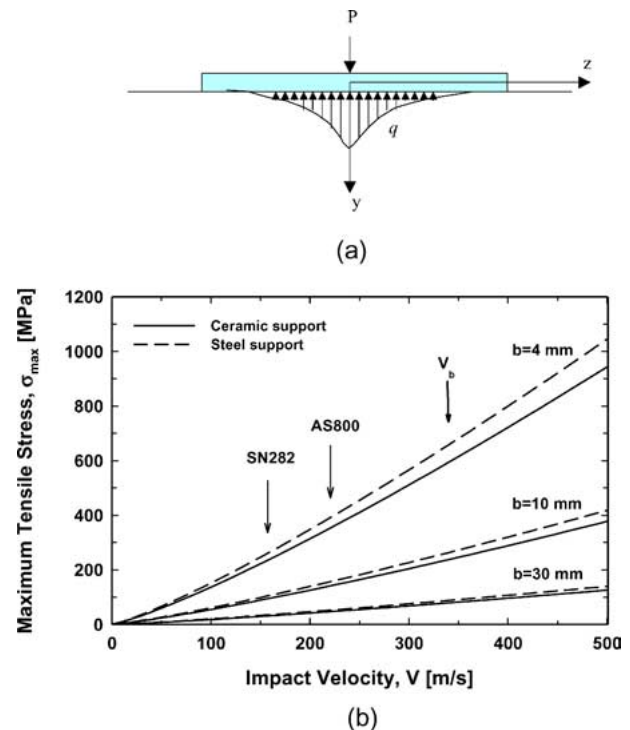 P
z
q
y
(a)
1200
1000
800
600
400
200
0
Maximum Tensile Stress, σmax [MPa]
Ceramic support
Steel support
b=4 mm
Vb
AS800
SN282
b=10 mm
b=30 mm
0 100 200 300 400 500
Impact Velocity, V [m/s]
(b)